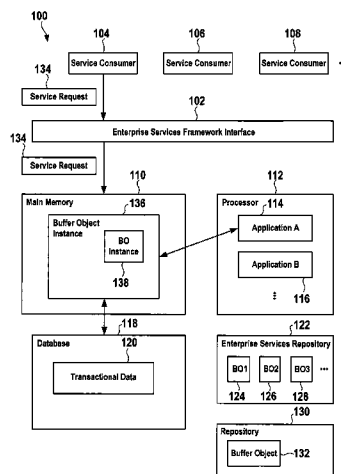 100
104
106
108
Service Consumer
Service Consumer
Service Consumer
134
Service Request
102
Enterprise Services Framework Interface
134
Service Request
110
112
Main Memory
136
Buffer Object
Instance
BO
Instance
138
Processor
114
Application A
Application B
116
118
Database
120
Transactional Data
122
Enterprise Services Repository
BO1
BO2
BO3
...
124
126
128
130
Repository
Buffer Object
132